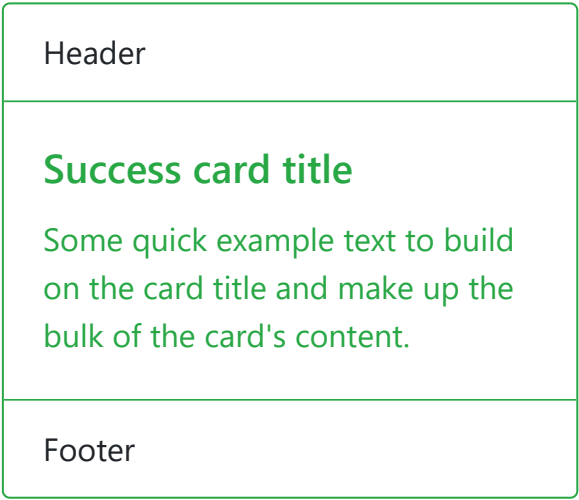 Header
Success card title
Some quick example text to build
on the card title and make up the
bulk of the card's content.
Footer